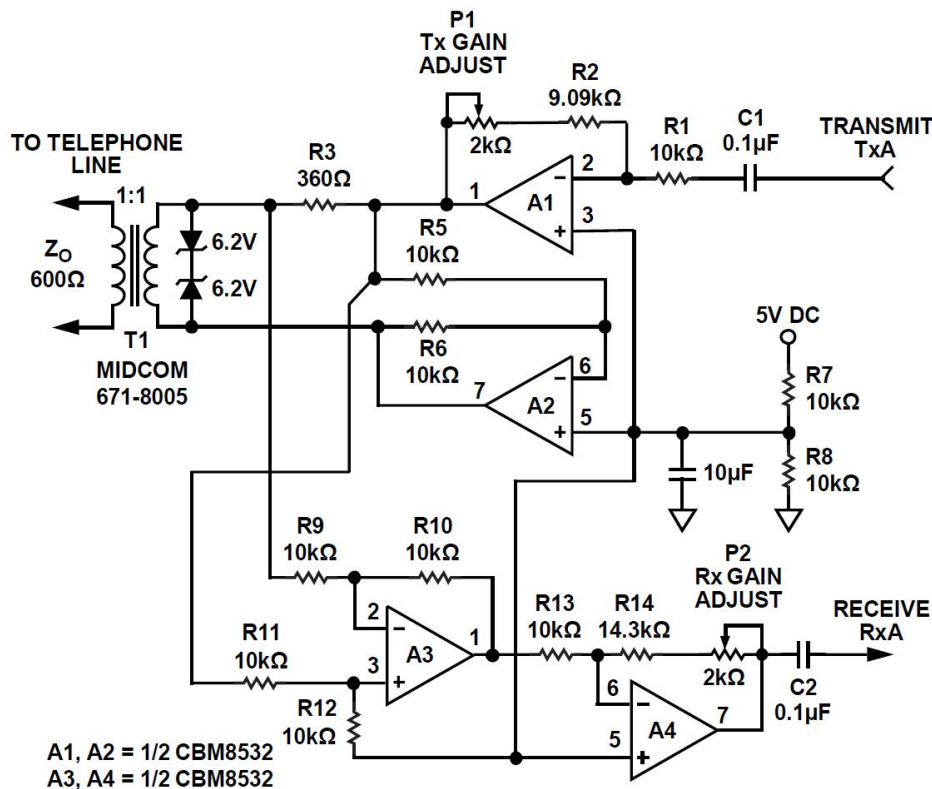 P1
Tx GAIN
ADJUST
R2
9.09kΩ
2kΩ
R1
10kΩ
C1
0.1µF
TRANSMIT
TxA
TO TELEPHONE
LINE
1:1
R3
360Ω
1
A1
2
3
−
+
ZO
600Ω
6.2V
6.2V
T1
MIDCOM
671-8005
R5
10kΩ
R6
10kΩ
7
A2
6
5
−
+
5V DC
R7
10kΩ
R8
10kΩ
10µF
R9
10kΩ
R10
10kΩ
R11
10kΩ
R12
10kΩ
2
3
−
+
A3
1
R13
10kΩ
R14
14.3kΩ
P2
Rx GAIN
ADJUST
2kΩ
RECEIVE
RxA
C2
0.1µF
6
5
−
+
A4
7
A1, A2 = 1/2 CBM8532
A3, A4 = 1/2 CBM8532